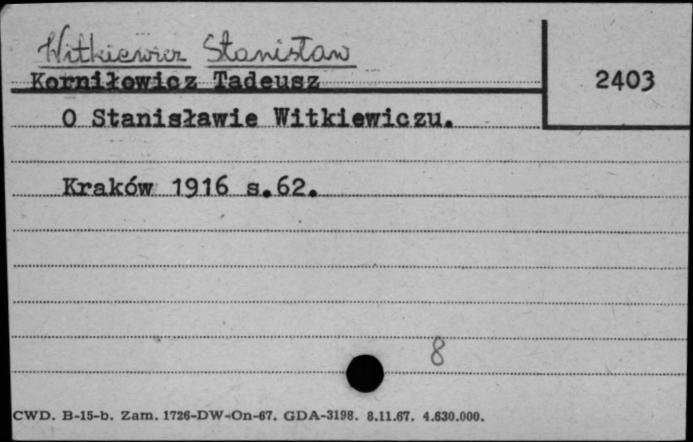 Witkiewicz Stanisław
Korniłowicz Tadeusz
2403
O Stanisławie Witkiewiczu.
Kraków 1916 s.62.
8
CWD. B-15-b. Zam. 1726-DW-On-67. GDA-3198. 8.11.67. 4.630.000.